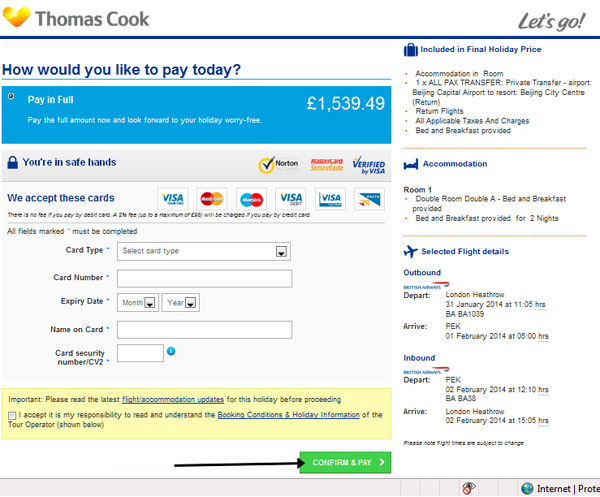 Thomas Cook
Let's go!
How would you like to pay today?
Pay in Full
£1,539.49
Pay the full amount now and look forward to your holiday worry-free.
You're in safe hands
Norton
SECURED
MasterCard
SecureCode
VERIFIED
by VISA
We accept these cards
VISA
MasterCard
Maestro
VISA
DEBIT
VISA
DELTA
There is no fee if you pay by debit card. A 2% fee (up to a maximum of £95) will be charged if you pay by credit card.
All fields marked * must be completed
Card Type *
Select card type
Card Number *
Expiry Date *
Month
Year
Name on Card *
Card security
number/CV2 *
Important: Please read the latest flight/accommodation updates for this holiday before proceeding
I accept it is my responsibility to read and understand the Booking Conditions & Holiday Information of the
Tour Operator (shown below)
CONFIRM & PAY
Included in Final Holiday Price
Accommodation in Room
1 x ALL PAX TRANSFER: Private Transfer - airport:
Beijing Capital Airport to resort: Beijing City Centre
(Return)
Return Flights
All Applicable Taxes And Charges
Bed and Breakfast provided
Accommodation
Room 1
Double Room Double A - Bed and Breakfast
provided
Bed and Breakfast provided for 2 Nights
Selected Flight details
Outbound
BRITISH AIRWAYS
Depart: London Heathrow
31 January 2014 at 11:05 hrs
BA BA1039
Arrive: PEK
01 February 2014 at 05:00 hrs
Inbound
BRITISH AIRWAYS
Depart: PEK
02 February 2014 at 12:10 hrs
BA BA38
Arrive: London Heathrow
02 February 2014 at 15:05 hrs
Please note flight times are subject to change
Internet | Prote